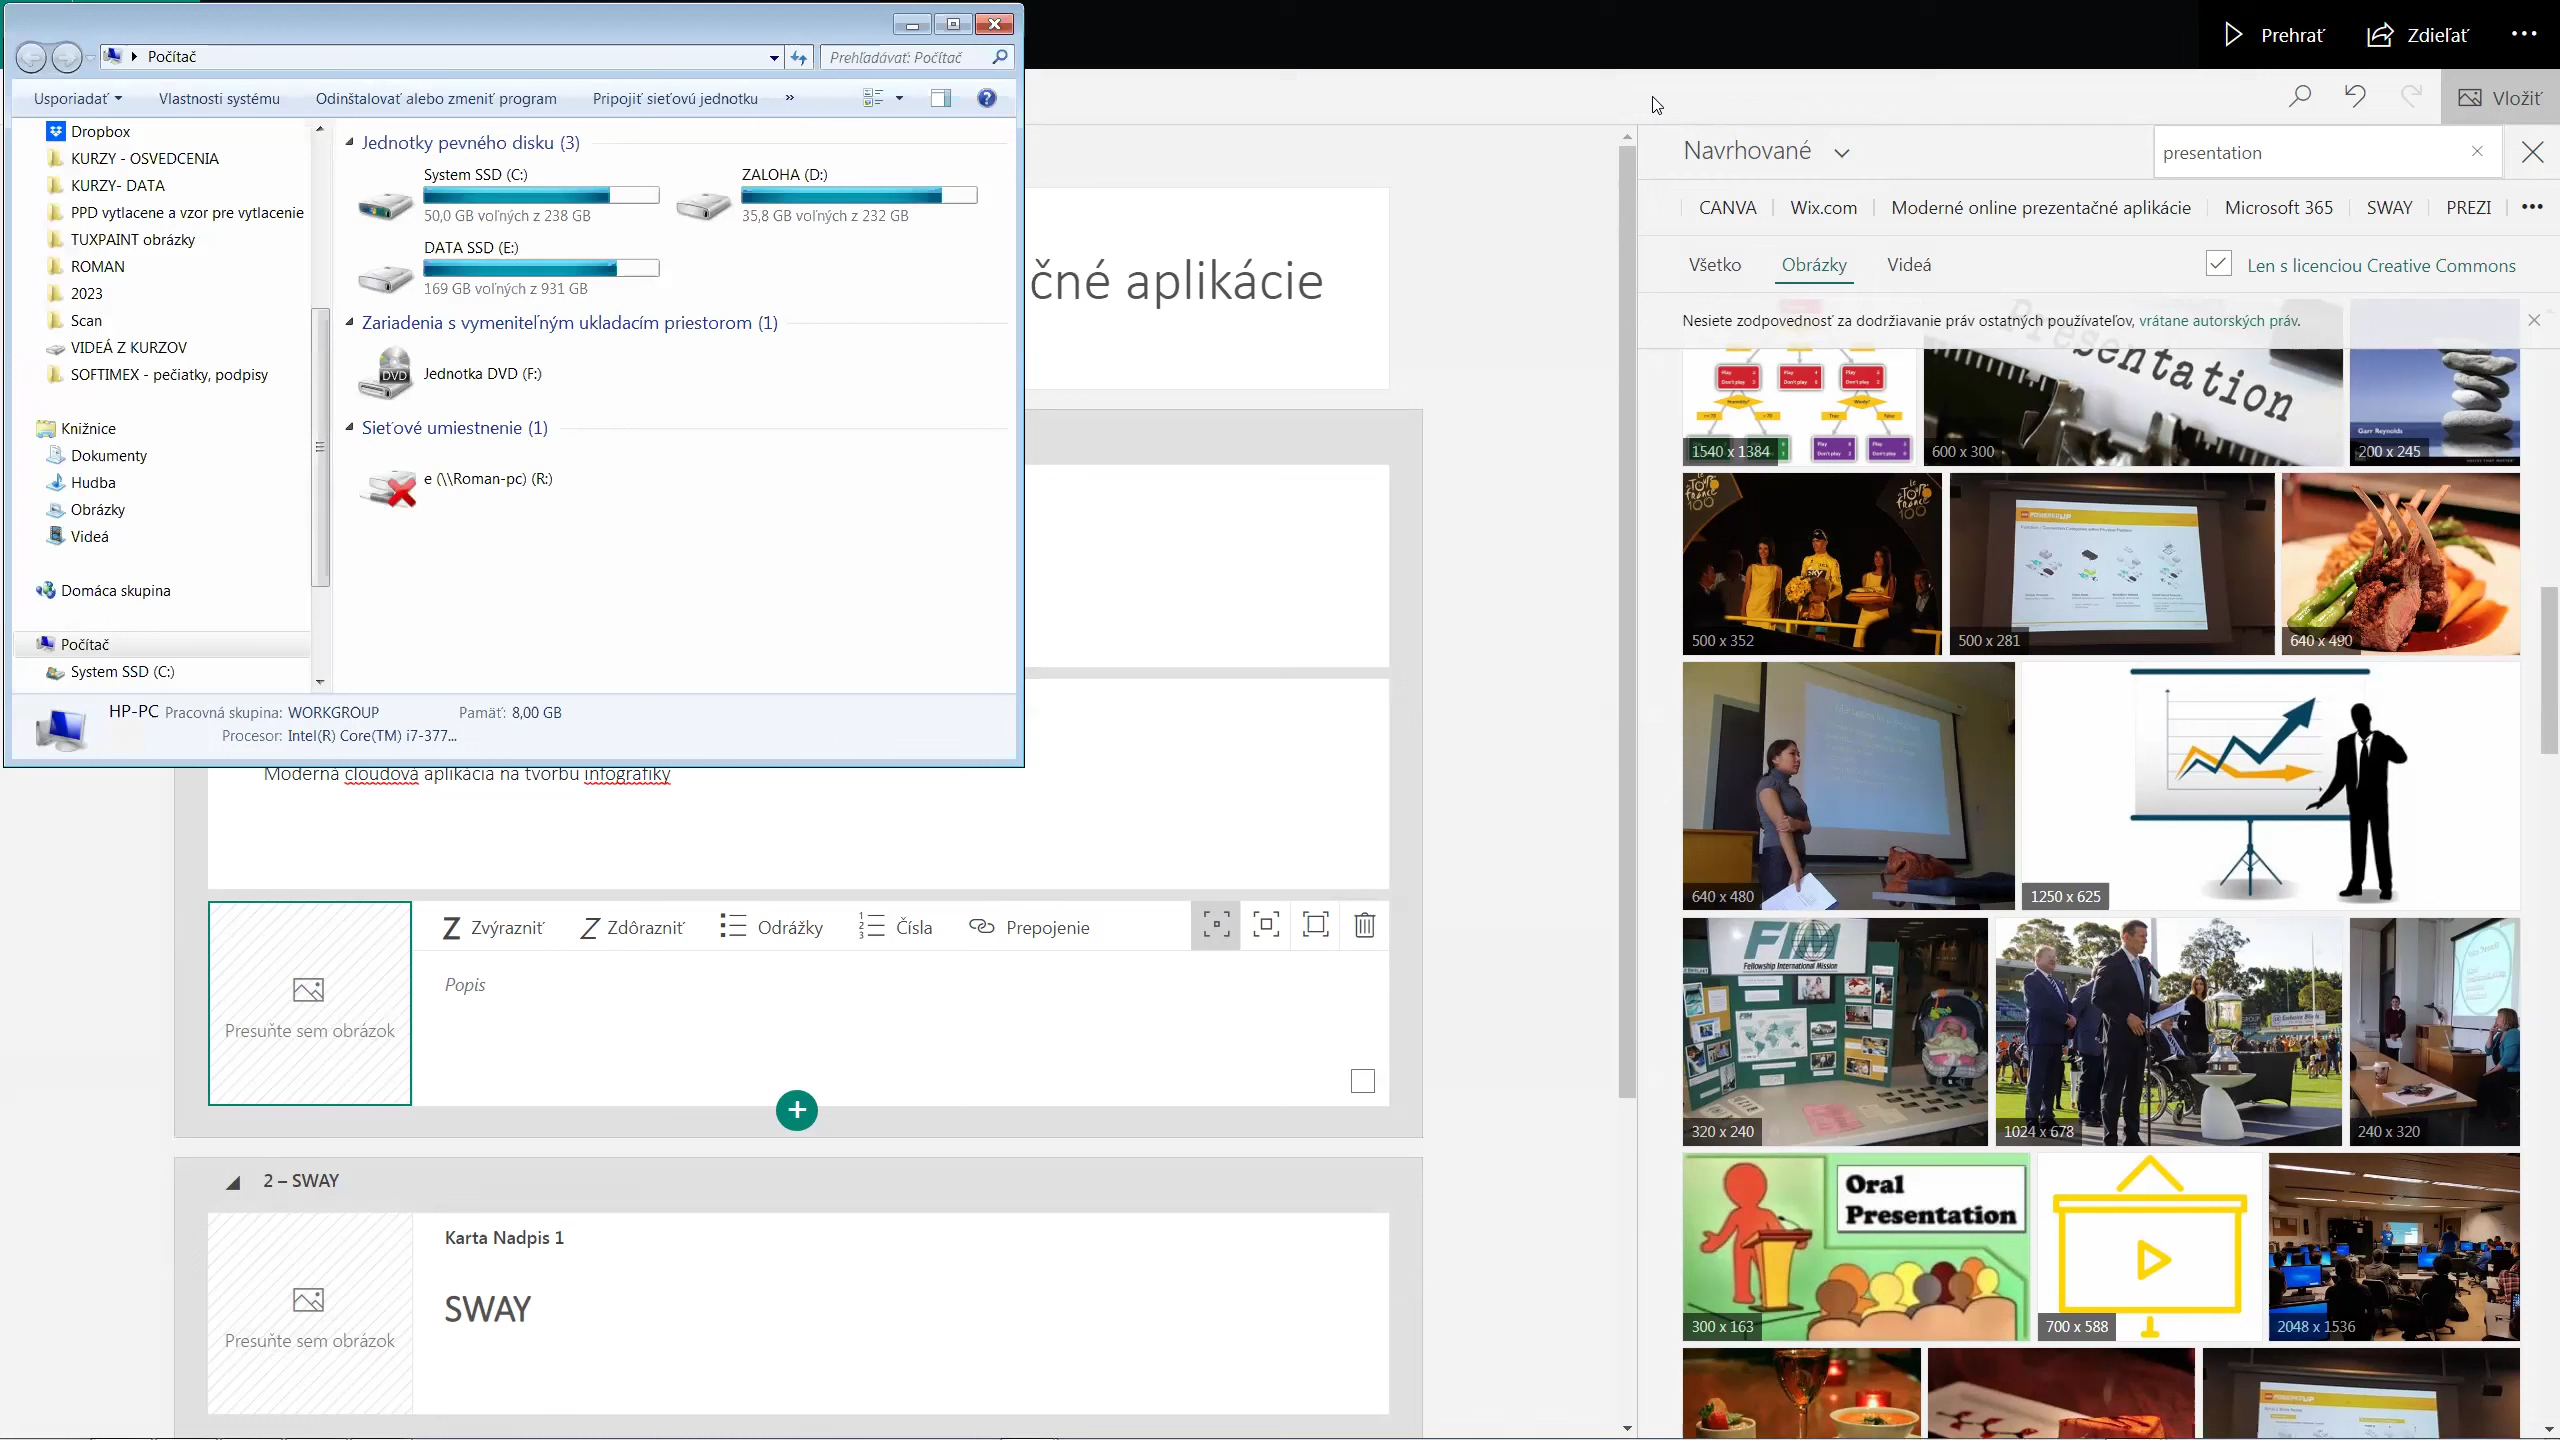 Počítač
Prehľadávať: Počítač
Usporiadať
Vlastnosti systému
Odinštalovať alebo zmeniť program
Pripojiť sieťovú jednotku
»
Dropbox
KURZY - OSVEDCENIA
KURZY- DATA
PPD vytlacene a vzor pre vytlacenie
TUXPAINT obrázky
ROMAN
2023
Scan
VIDEÁ Z KURZOV
SOFTIMEX - pečiatky, podpisy
Knižnice
Dokumenty
Hudba
Obrázky
Videá
Domáca skupina
Počítač
System SSD (C:)
Jednotky pevného disku (3)
System SSD (C:)
50,0 GB voľných z 238 GB
ZALOHA (D:)
35,8 GB voľných z 232 GB
DATA SSD (E:)
169 GB voľných z 931 GB
Zariadenia s vymeniteľným ukladacím priestorom (1)
DVD
Jednotka DVD (F:)
Sieťové umiestnenie (1)
e (\\Roman-pc) (R:)
HP-PC Pracovná skupina: WORKGROUP Pamäť: 8,00 GB
Procesor: Intel(R) Core(TM) i7-377...
čné aplikácie
Moderná cloudová aplikácia na tvorbu infografiky
Presuňte sem obrázok
Z Zvýrazniť
Z Zdôrazniť
Odrážky
Čísla
Prepojenie
Popis
2 – SWAY
Presuňte sem obrázok
Karta Nadpis 1
SWAY
Prehrať
Zdieľať
Vložiť
Navrhované
presentation
CANVA
Wix.com
Moderné online prezentačné aplikácie
Microsoft 365
SWAY
PREZI
Všetko
Obrázky
Videá
Len s licenciou Creative Commons
Nesiete zodpovednosť za dodržiavanie práv ostatných používateľov, vrátane autorských práv.
1540 x 1384
Presentation
600 x 300
Garr Reynolds
200 x 245
500 x 352
500 x 281
640 x 490
640 x 480
1250 x 625
FIM
Fellowship International Mission
320 x 240
1024 x 678
240 x 320
Oral
Presentation
300 x 163
700 x 588
2048 x 1536